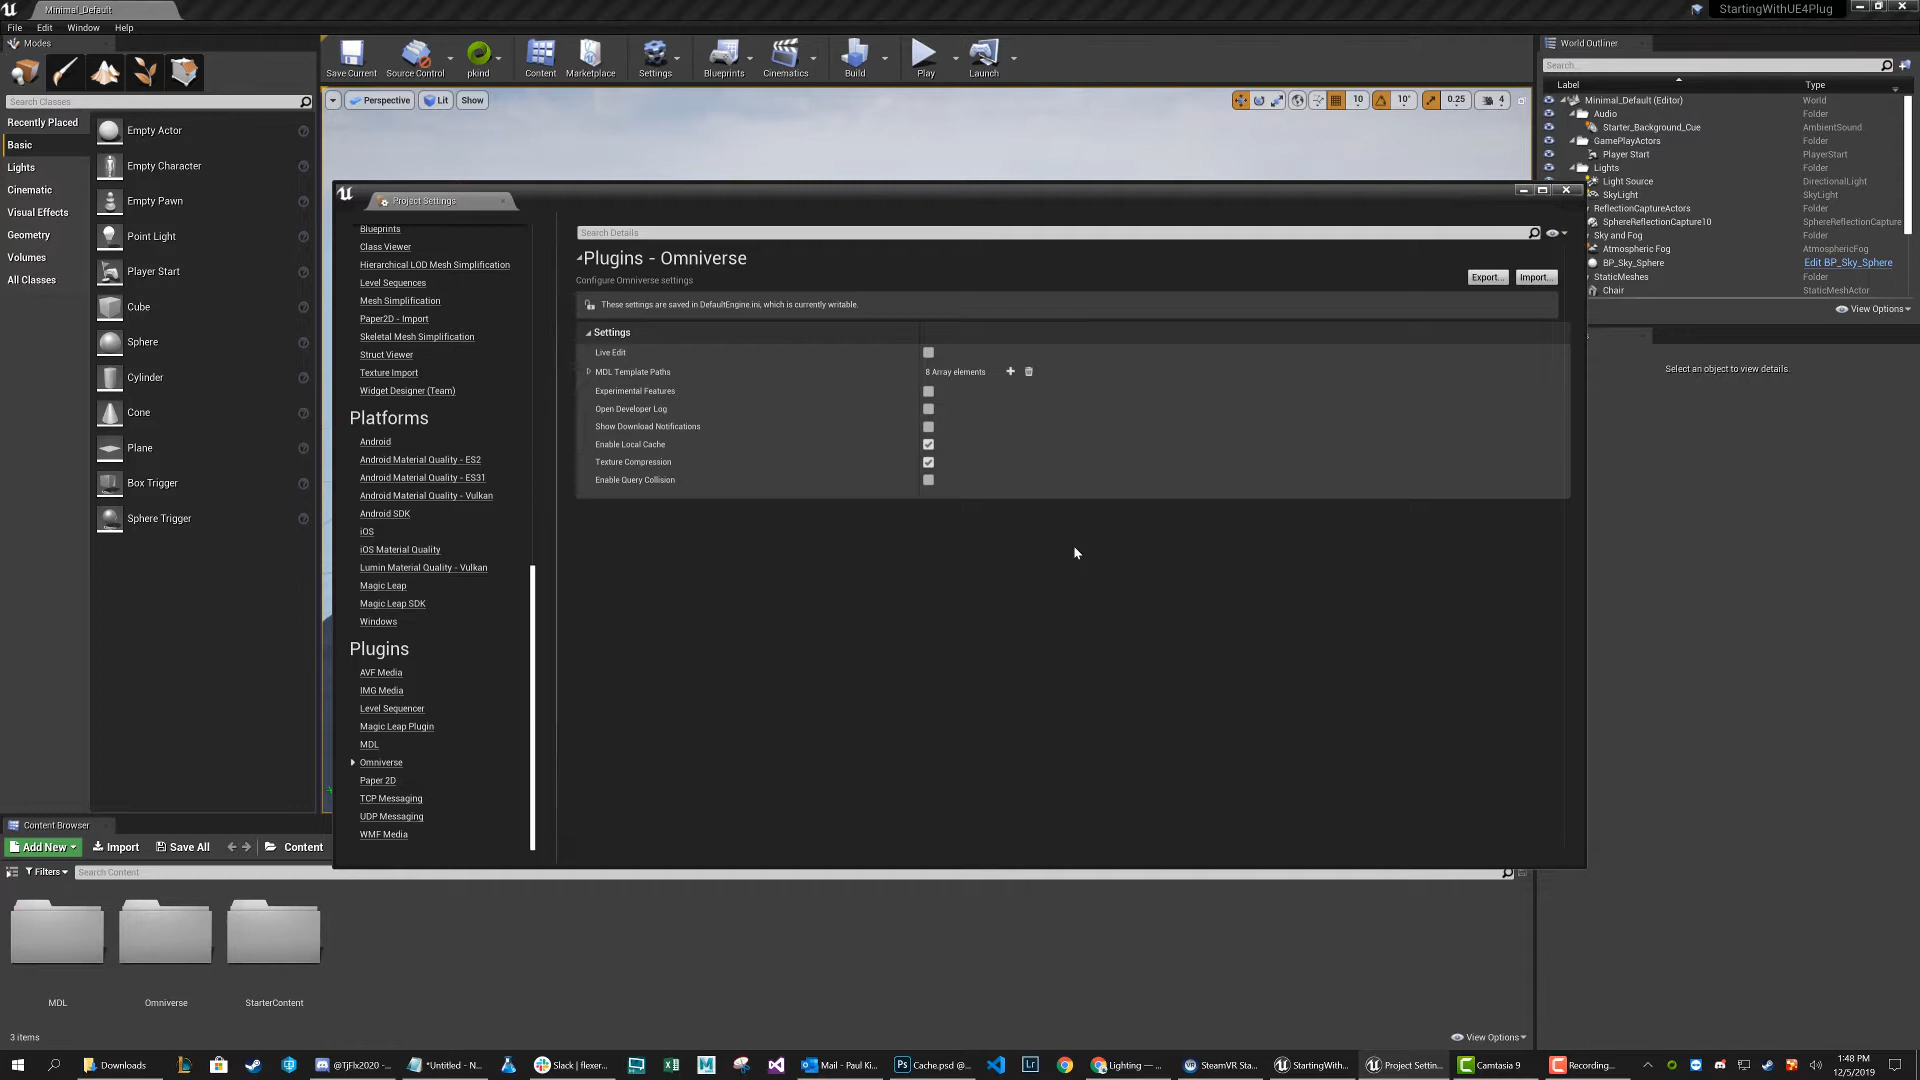 Minimal_Default
StartingWithUE4Plug
File Edit Window Help
Modes
Search Classes
Recently Placed
Basic
Lights
Cinematic
Visual Effects
Geometry
Volumes
All Classes
Empty Actor
Empty Character
Empty Pawn
Point Light
Player Start
Cube
Sphere
Cylinder
Cone
Plane
Box Trigger
Sphere Trigger
Save Current
Source Control
pkind
Content
Marketplace
Settings
Blueprints
Cinematics
Build
Play
Launch
Perspective
Lit
Show
10
10°
0.25
4
World Outliner
Search...
Label Type
Minimal_Default (Editor) World
Audio Folder
Starter_Background_Cue AmbientSound
GamePlayActors Folder
Player Start PlayerStart
Lights Folder
Light Source DirectionalLight
SkyLight SkyLight
ReflectionCaptureActors Folder
SphereReflectionCapture10 SphereReflectionCapture
Sky and Fog Folder
Atmospheric Fog AtmosphericFog
BP_Sky_Sphere Edit BP_Sky_Sphere
StaticMeshes Folder
Chair StaticMeshActor
View Options
Select an object to view details.
Project Settings
Blueprints
Class Viewer
Hierarchical LOD Mesh Simplification
Level Sequences
Mesh Simplification
Paper2D - Import
Skeletal Mesh Simplification
Struct Viewer
Texture Import
Widget Designer (Team)
Platforms
Android
Android Material Quality - ES2
Android Material Quality - ES31
Android Material Quality - Vulkan
Android SDK
iOS
iOS Material Quality
Lumin Material Quality - Vulkan
Magic Leap
Magic Leap SDK
Windows
Plugins
AVF Media
IMG Media
Level Sequencer
Magic Leap Plugin
MDL
Omniverse
Paper 2D
TCP Messaging
UDP Messaging
WMF Media
Search Details
Plugins - Omniverse
Configure Omniverse settings
Export...
Import...
These settings are saved in DefaultEngine.ini, which is currently writable.
Settings
Live Edit
MDL Template Paths 8 Array elements
Experimental Features
Open Developer Log
Show Download Notifications
Enable Local Cache
Texture Compression
Enable Query Collision
Content Browser
Add New
Import
Save All
Content
Filters
Search Content
MDL
Omniverse
StarterContent
3 items
View Options
Downloads
@TjFlx2020 -...
*Untitled - N...
Slack | flexer...
Mail - Paul Ki...
Cache.psd @...
Lighting — ...
SteamVR Sta...
StartingWith...
Project Settin...
Camtasia 9
Recording...
1:48 PM
12/5/2019